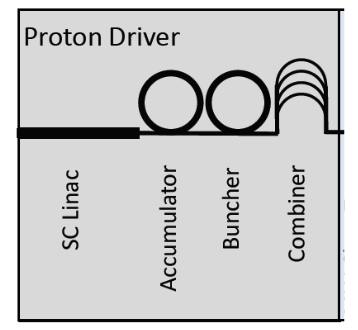 Proton Driver
SC Linac
Accumulator
Buncher
Combiner